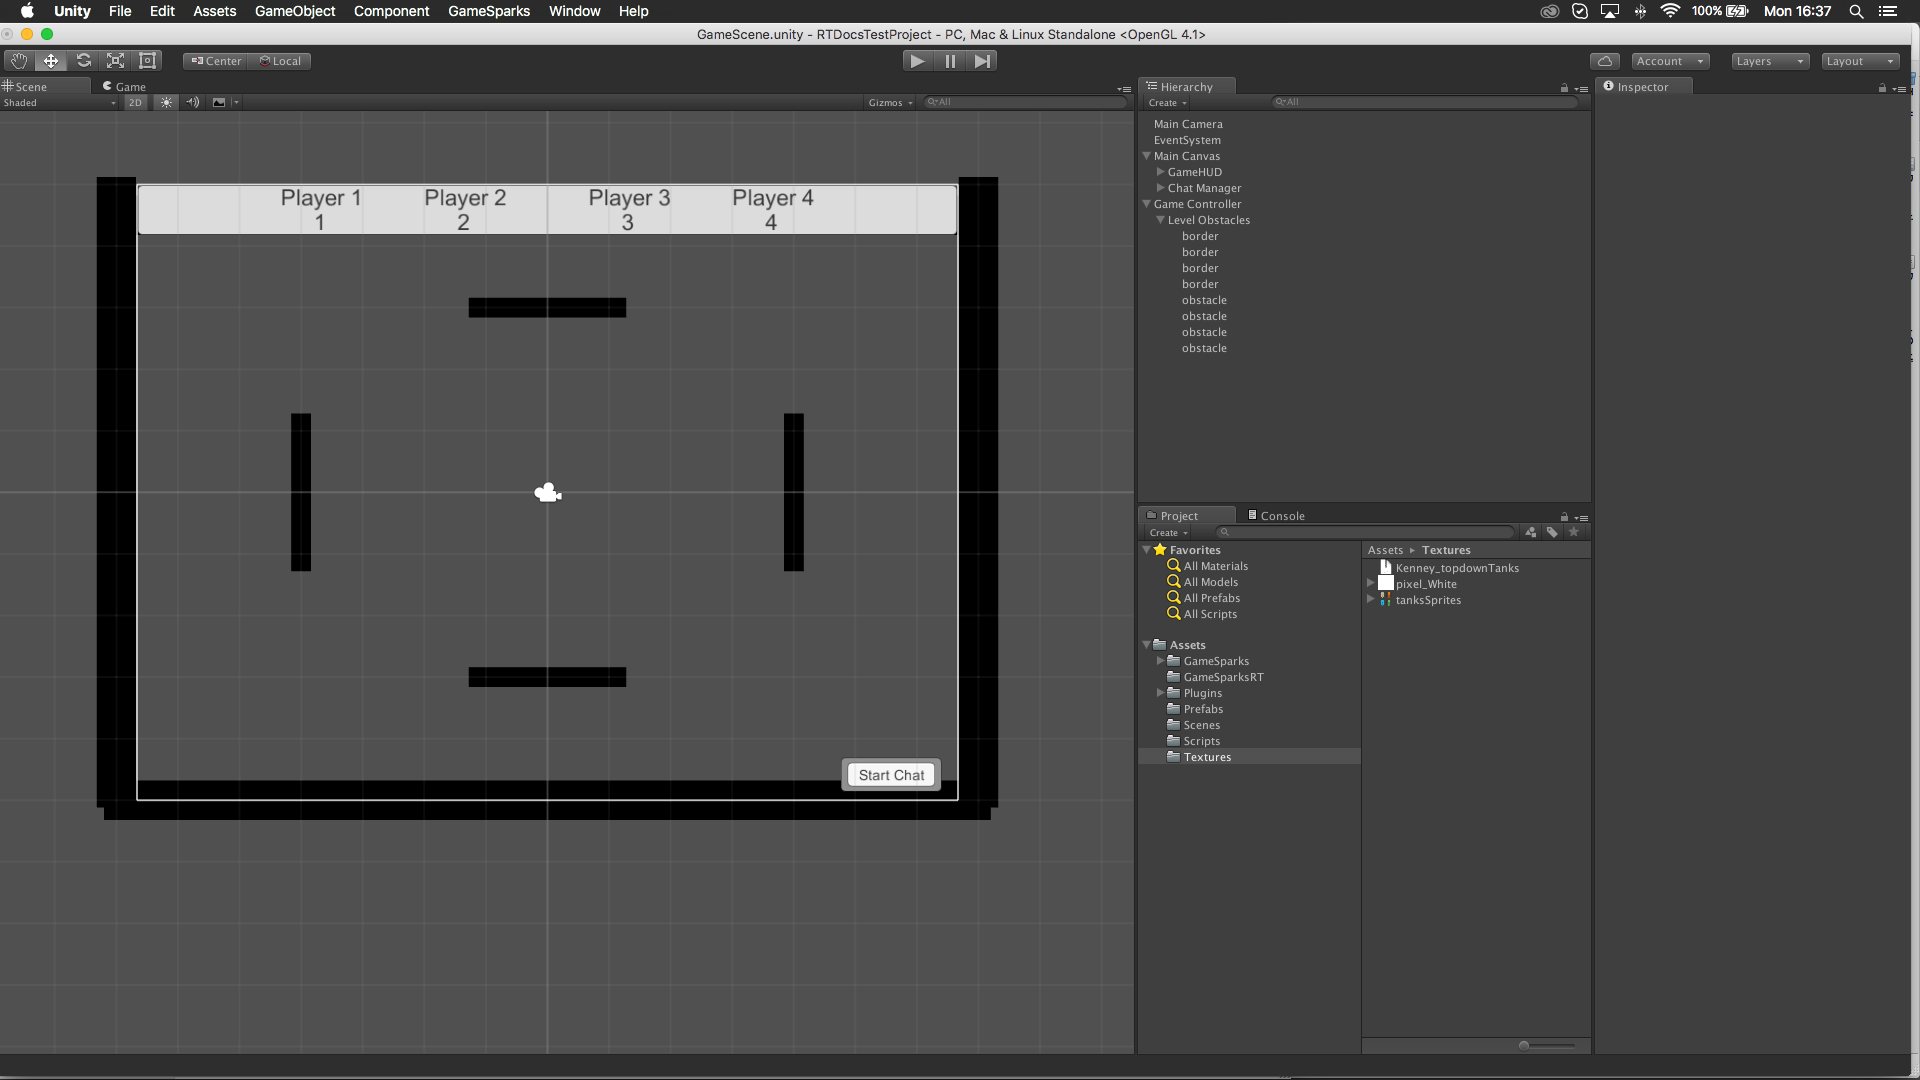 Unity File Edit Assets GameObject Component GameSparks Window Help 100% Mon 16:37
GameScene.unity - RTDocsTestProject - PC, Mac & Linux Standalone <OpenGL 4.1>
Center Local Account Layers Layout
Scene Game
Shaded 2D Gizmos All
Player 1 Player 2 Player 3 Player 4
1 2 3 4
Start Chat
Hierarchy
Create All
Main Camera
EventSystem
Main Canvas
GameHUD
Chat Manager
Game Controller
Level Obstacles
border
border
border
border
obstacle
obstacle
obstacle
obstacle
Project Console
Create
Favorites
All Materials
All Models
All Prefabs
All Scripts
Assets
GameSparks
GameSparksRT
Plugins
Prefabs
Scenes
Scripts
Textures
Assets Textures
Kenney_topdownTanks
pixel_White
tanksSprites
Inspector